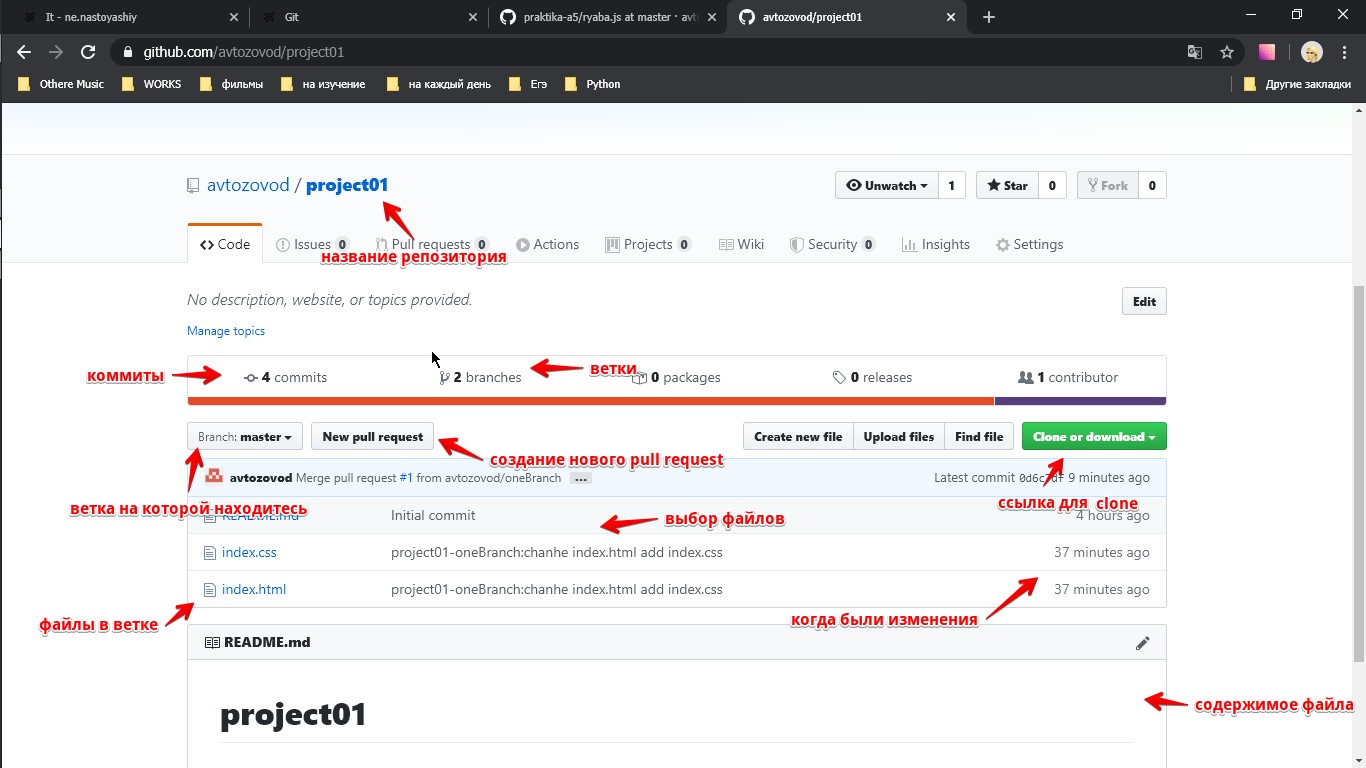 It - ne.nastoyashiy
Git
praktika-a5/ryaba.js at master · avto
avtozovod/project01
github.com/avtozovod/project01
Othere Music WORKS фильмы на изучение на каждый день Егэ Python Другие закладки
avtozovod / project01
Unwatch 1 Star 0 Fork 0
Code Issues 0 Pull requests 0 Actions Projects 0 Wiki Security 0 Insights Settings
название репозитория
No description, website, or topics provided.
Edit
Manage topics
коммиты
4 commits 2 branches
ветки
0 packages 0 releases 1 contributor
Branch: master New pull request Create new file Upload files Find file Clone or download
создание нового pull request
avtozovod Merge pull request #1 from avtozovod/oneBranch ... Latest commit 9 minutes ago
ссылка для clone
ветка на которой находитесь
README.md Initial commit 4 hours ago
выбор файлов
index.css project01-oneBranch:chanhe index.html add index.css 37 minutes ago
index.html project01-oneBranch:chanhe index.html add index.css 37 minutes ago
файлы в ветке
когда были изменения
README.md
project01
содержимое файла